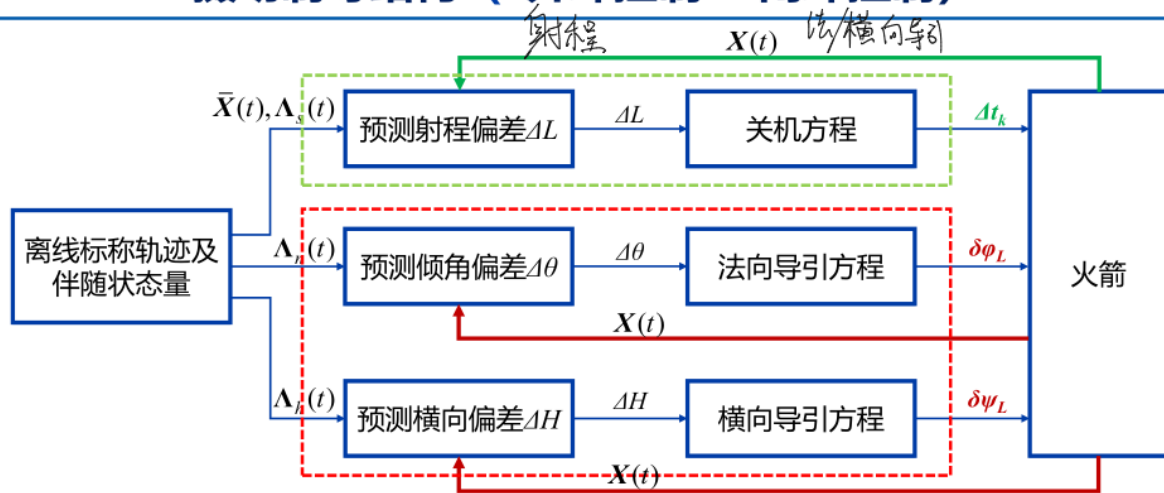 射程
法/横向导引
X(t)
X̄(t), Λₛ(t)
预测射程偏差ΔL
ΔL
关机方程
Δtₖ
离线标称轨迹及
伴随状态量
Λ (t)
预测倾角偏差Δθ
Δθ
法向导引方程
δφ_L
火箭
X(t)
Λₕ(t)
预测横向偏差ΔH
ΔH
横向导引方程
δψ_L
X(t)